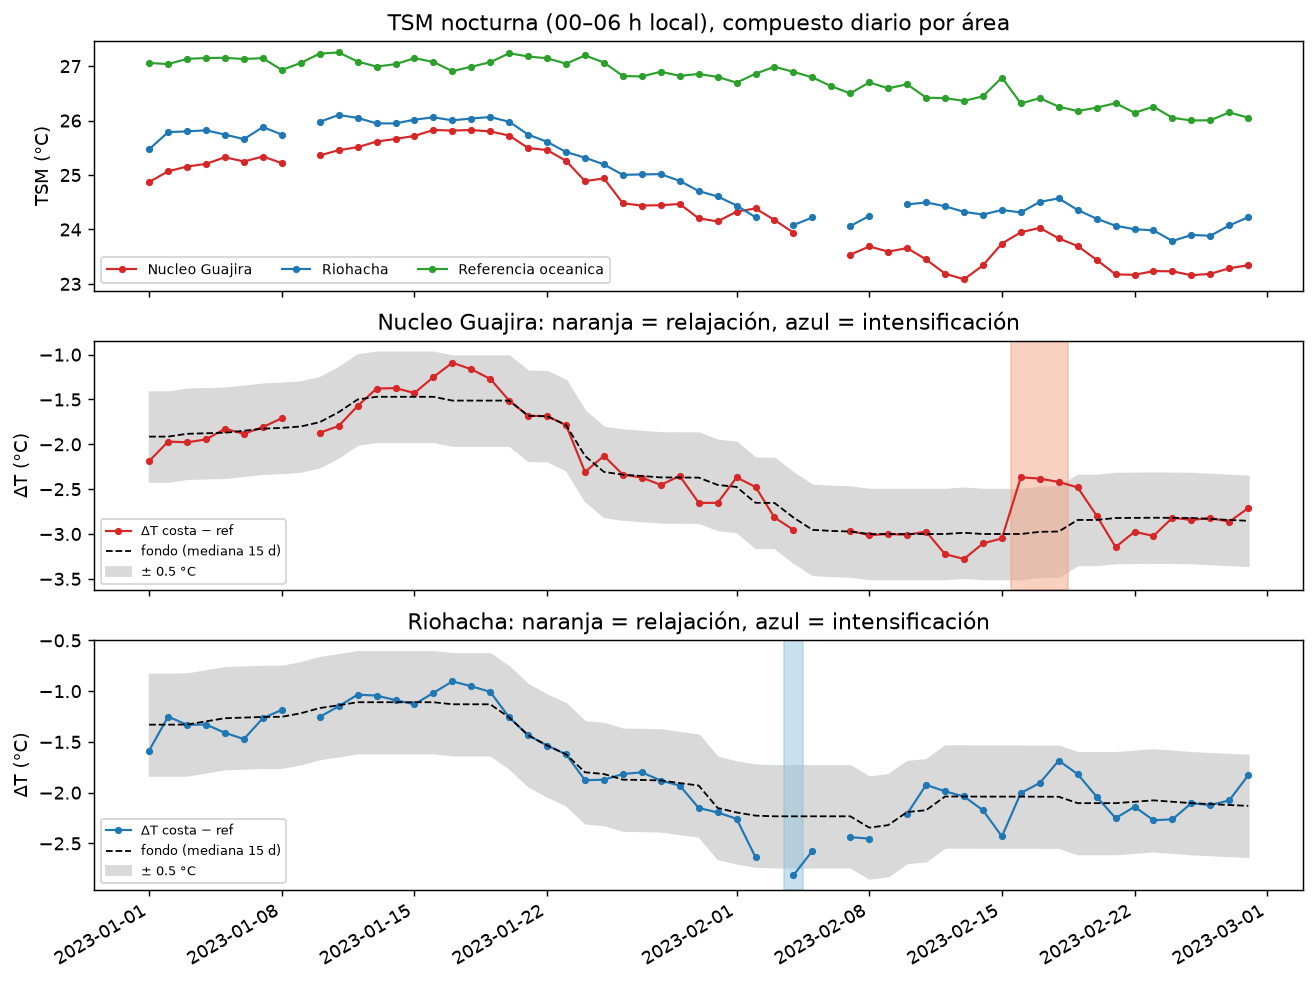 TSM nocturna (00–06 h local), compuesto diario por área
TSM (°C)
27
26
25
24
23
Nucleo Guajira
Riohacha
Referencia oceanica
Nucleo Guajira: naranja = relajación, azul = intensificación
ΔT (°C)
−1.0
−1.5
−2.0
−2.5
−3.0
−3.5
ΔT costa − ref
fondo (mediana 15 d)
± 0.5 °C
Riohacha: naranja = relajación, azul = intensificación
ΔT (°C)
−0.5
−1.0
−1.5
−2.0
−2.5
ΔT costa − ref
fondo (mediana 15 d)
± 0.5 °C
2023-01-01
2023-01-08
2023-01-15
2023-01-22
2023-02-01
2023-02-08
2023-02-15
2023-02-22
2023-03-01